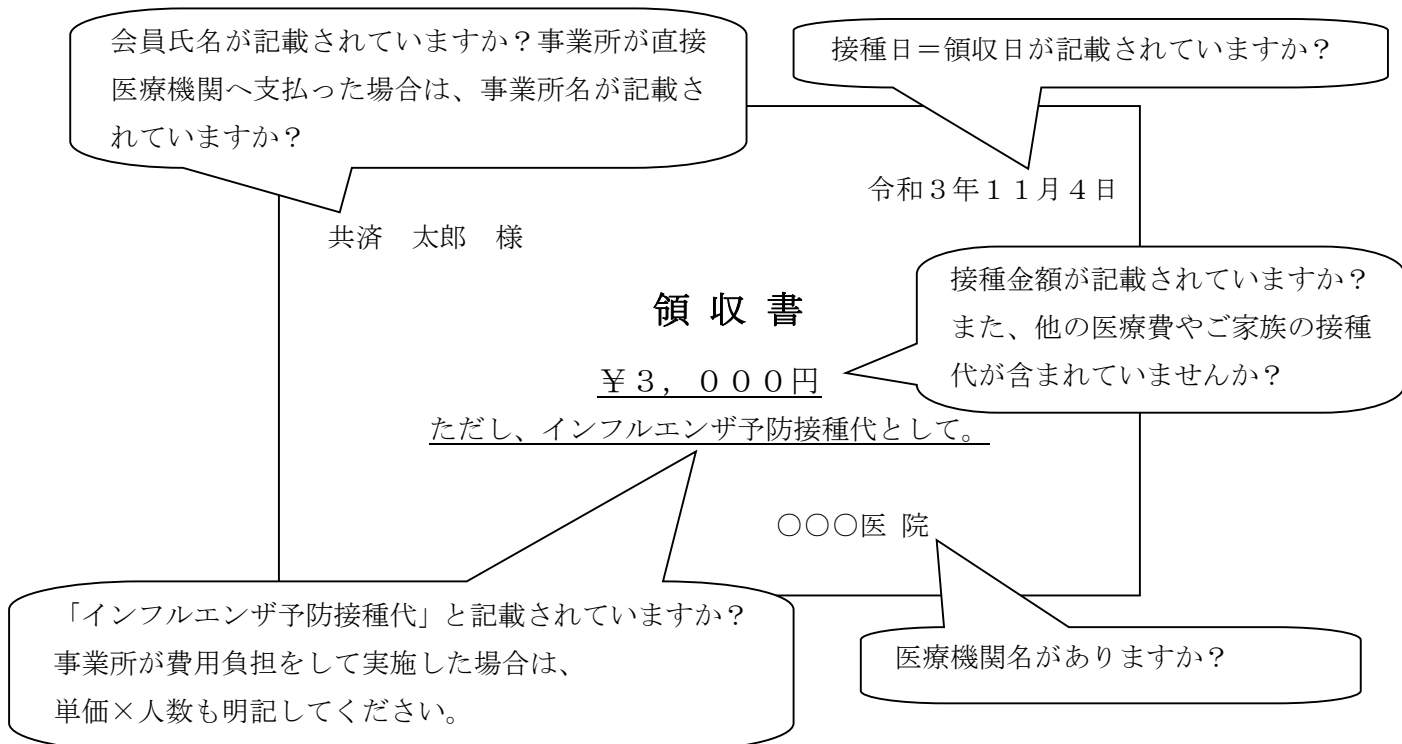 会員氏名が記載されていますか？事業所が直接
医療機関へ支払った場合は、事業所名が記載さ
れていますか？
接種日＝領収日が記載されていますか？
令和３年１１月４日
共済　太郎　様
領 収 書
￥３，０００円
接種金額が記載されていますか？
また、他の医療費やご家族の接種
代が含まれていませんか？
ただし、インフルエンザ予防接種代として。
○○○医 院
「インフルエンザ予防接種代」と記載されていますか？
事業所が費用負担をして実施した場合は、
単価×人数も明記してください。
医療機関名がありますか？